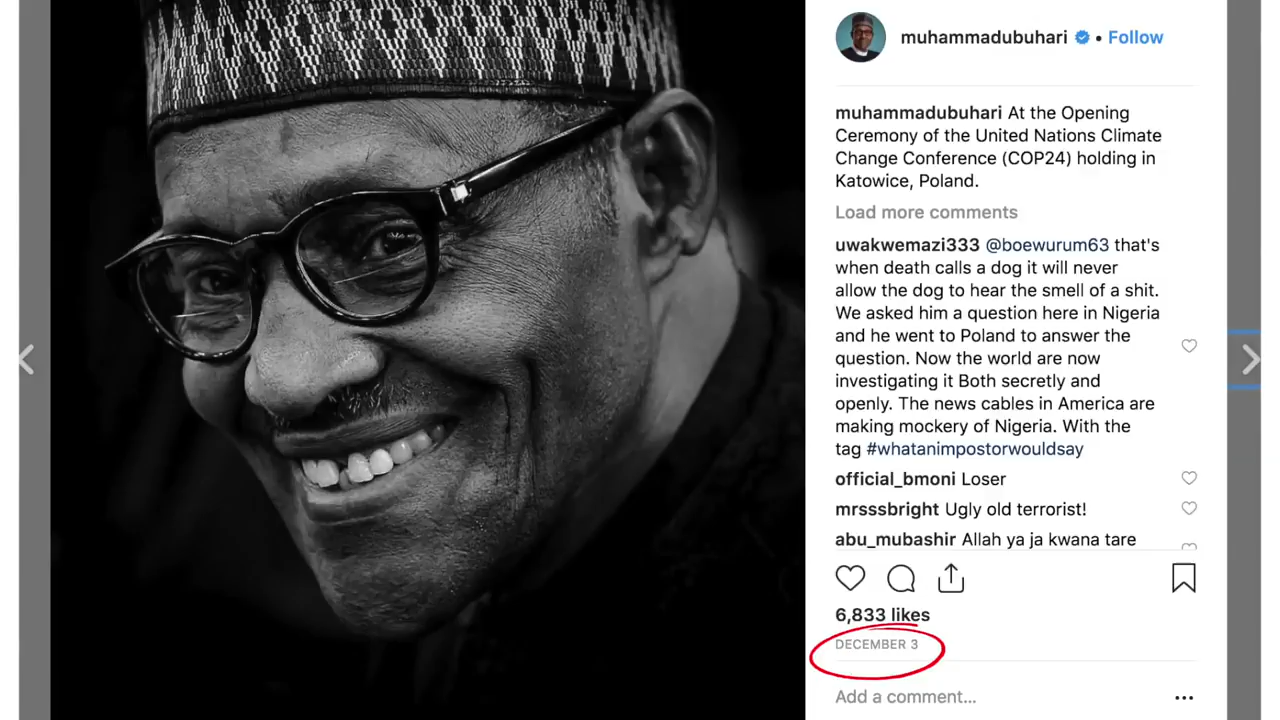 muhammadubuhari • Follow
muhammadubuhari At the Opening
Ceremony of the United Nations Climate
Change Conference (COP24) holding in
Katowice, Poland.
Load more comments
uwakwemazi333 @boewurum63 that's
when death calls a dog it will never
allow the dog to hear the smell of a shit.
We asked him a question here in Nigeria
and he went to Poland to answer the
question. Now the world are now
investigating it Both secretly and
openly. The news cables in America are
making mockery of Nigeria. With the
tag #whatanimpostorwouldsay
official_bmoni Loser
mrsssbright Ugly old terrorist!
abu_mubashir Allah ya ja kwana tare
6,833 likes
DECEMBER 3
Add a comment...